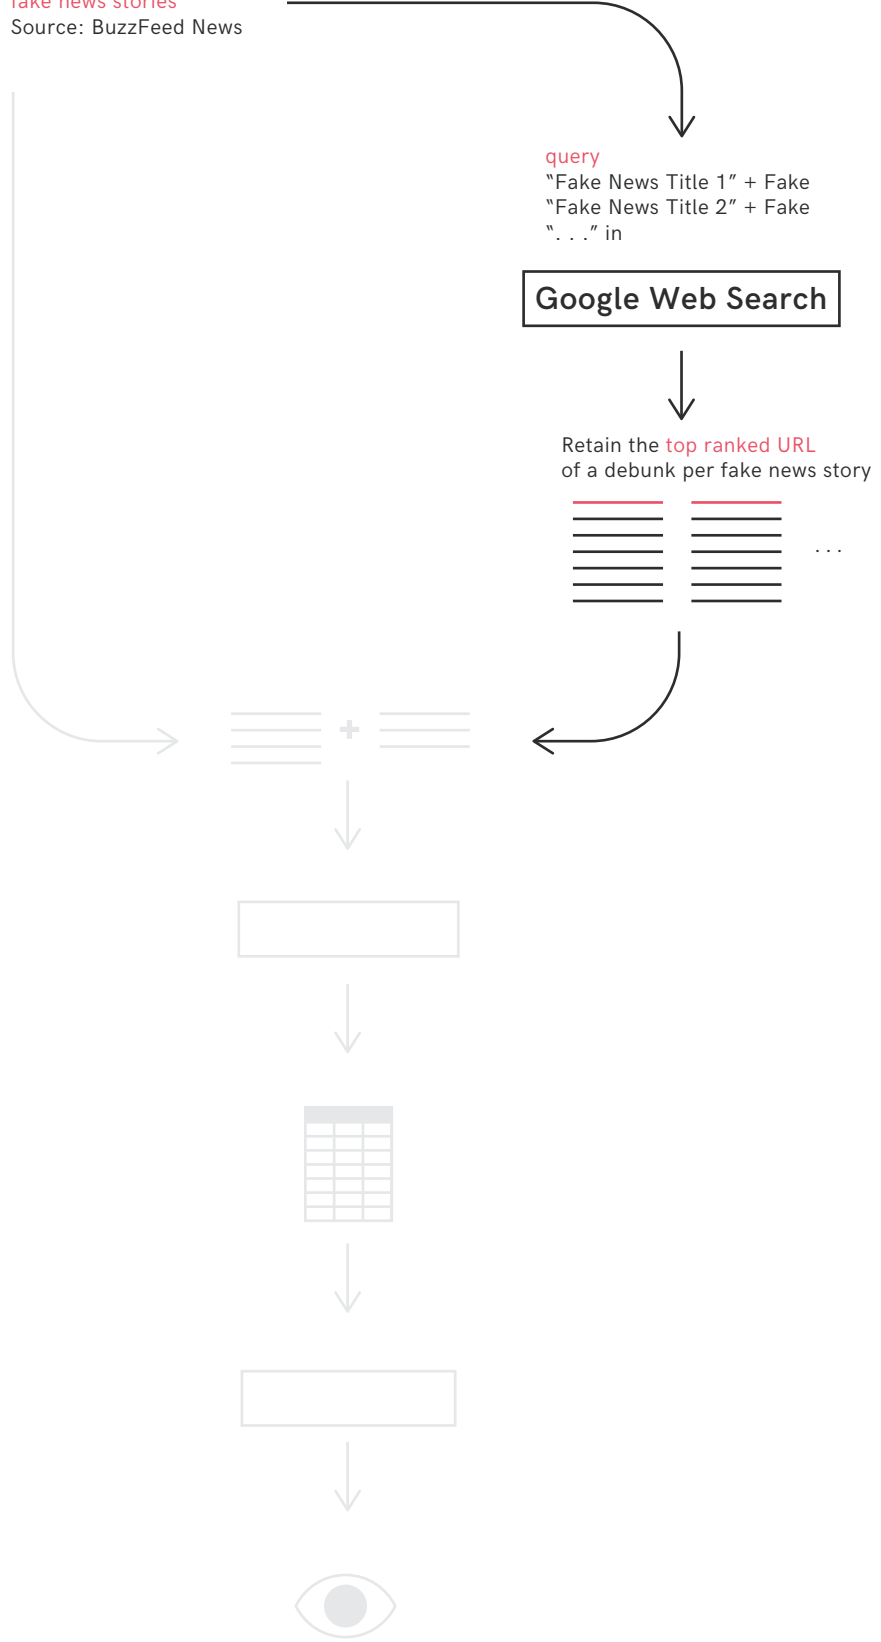 fake news stories
Source: BuzzFeed News
query
“Fake News Title 1” + Fake
“Fake News Title 2” + Fake
“. . .” in
Google Web Search
Retain the top ranked URL
of a debunk per fake news story
. . .